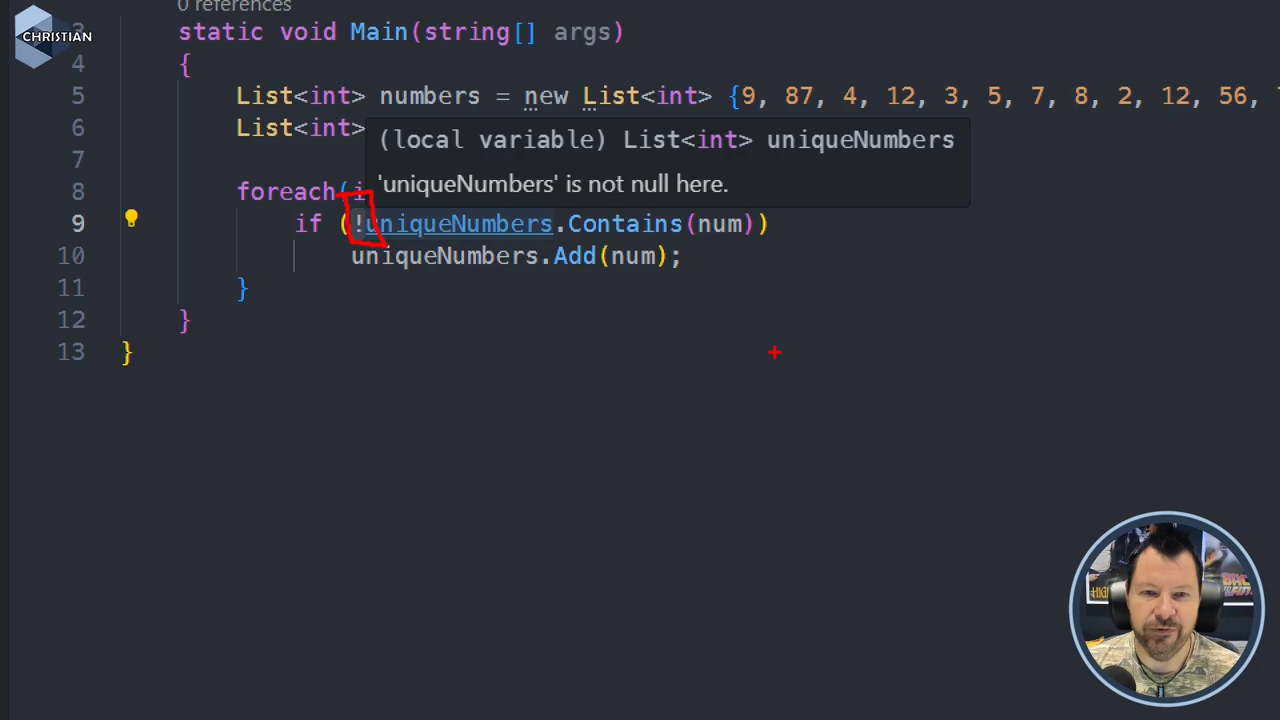 0 references
CHRISTIAN
3 static void Main(string[] args)
4 {
5 List<int> numbers = new List<int> {9, 87, 4, 12, 3, 5, 7, 8, 2, 12, 56,
6 List<int>
(local variable) List<int> uniqueNumbers
7
'uniqueNumbers' is not null here.
8 foreach(i
9 if (!uniqueNumbers.Contains(num))
10 uniqueNumbers.Add(num);
11 }
12 }
13 }